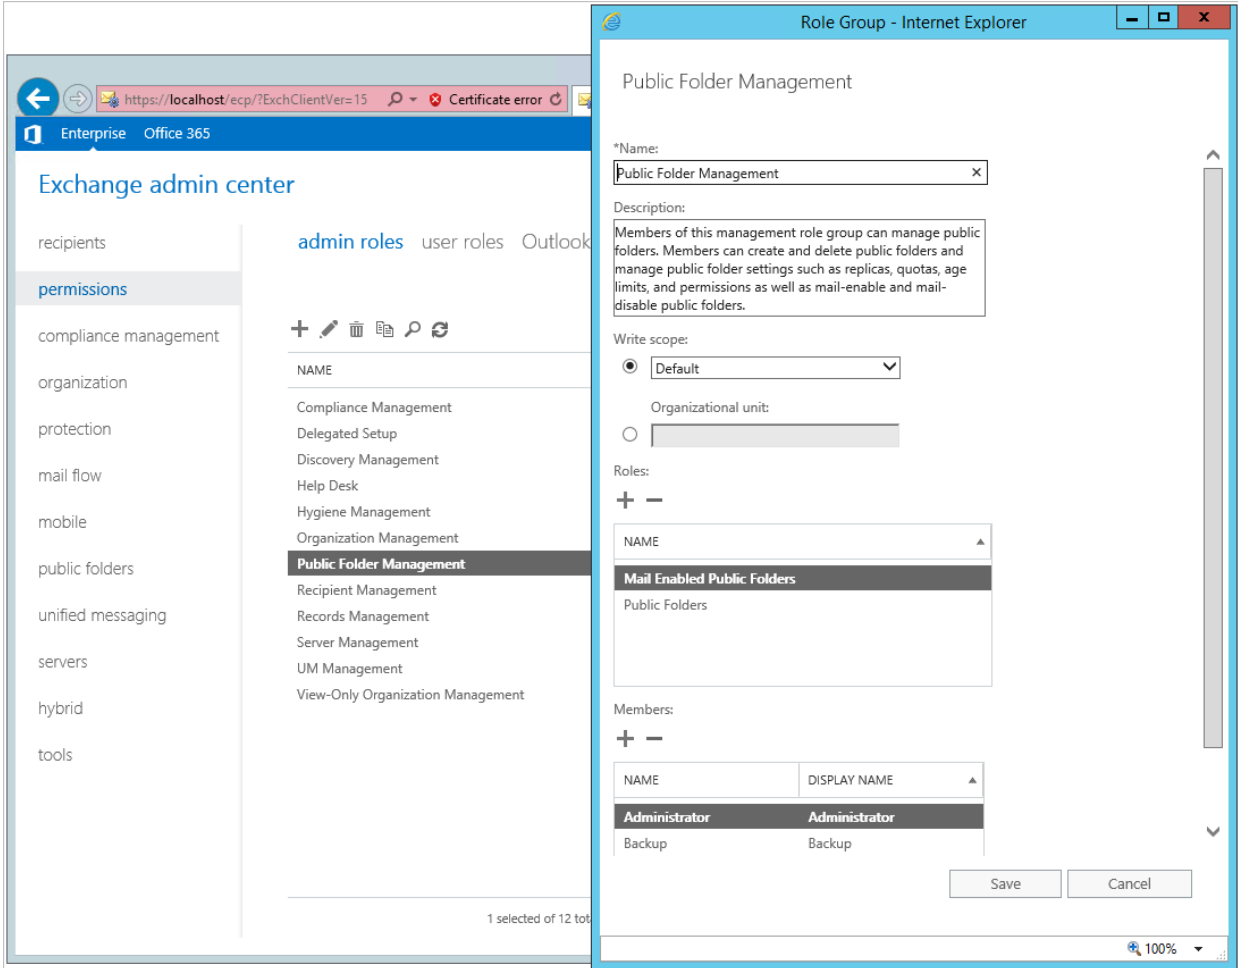 Role Group - Internet Explorer
https://localhost/ecp/?ExchClientVer=15
Certificate error
Enterprise
Office 365
Exchange admin center
recipients
permissions
compliance management
organization
protection
mail flow
mobile
public folders
unified messaging
servers
hybrid
tools
admin roles
user roles
Outlook
NAME
Compliance Management
Delegated Setup
Discovery Management
Help Desk
Hygiene Management
Organization Management
Public Folder Management
Recipient Management
Records Management
Server Management
UM Management
View-Only Organization Management
1 selected of 12 tot
Public Folder Management
*Name:
Public Folder Management
Description:
Members of this management role group can manage public
folders. Members can create and delete public folders and
manage public folder settings such as replicas, quotas, age
limits, and permissions as well as mail-enable and mail-
disable public folders.
Write scope:
Default
Organizational unit:
Roles:
NAME
Mail Enabled Public Folders
Public Folders
Members:
NAME
DISPLAY NAME
Administrator
Administrator
Backup
Backup
Save
Cancel
100%